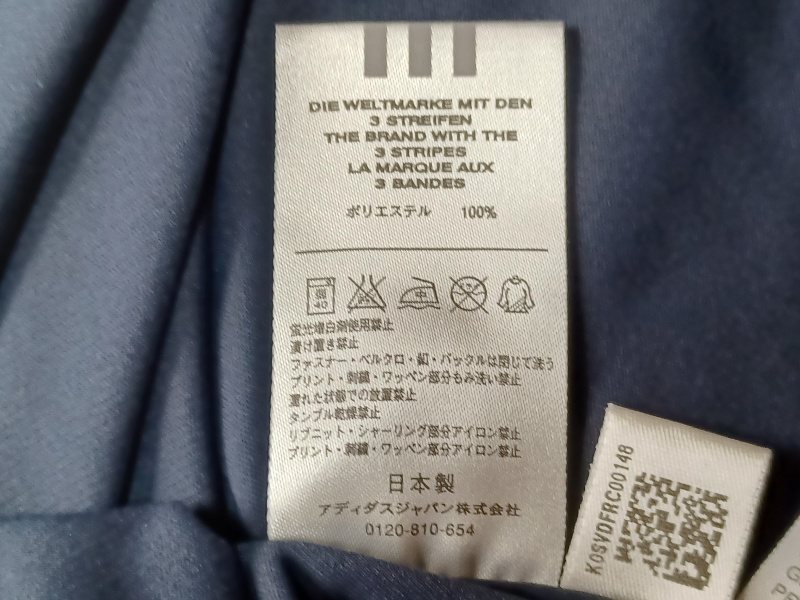 DIE WELTMARKE MIT DEN
3 STREIFEN
THE BRAND WITH THE
3 STRIPES
LA MARQUE AUX
3 BANDES
ポリエステル 100%
40
中
蛍光増白剤使用禁止
漬け置き禁止
ファスナー・ベルクロ・釦・バックルは閉じて洗う
プリント・刺繍・ワッペン部分もみ洗い禁止
濡れた状態での放置禁止
タンブル乾燥禁止
リブニット・シャーリング部分アイロン禁止
プリント・刺繍・ワッペン部分アイロン禁止
日本製
アディダスジャパン株式会社
0120-810-654
K0SVDFRC00148